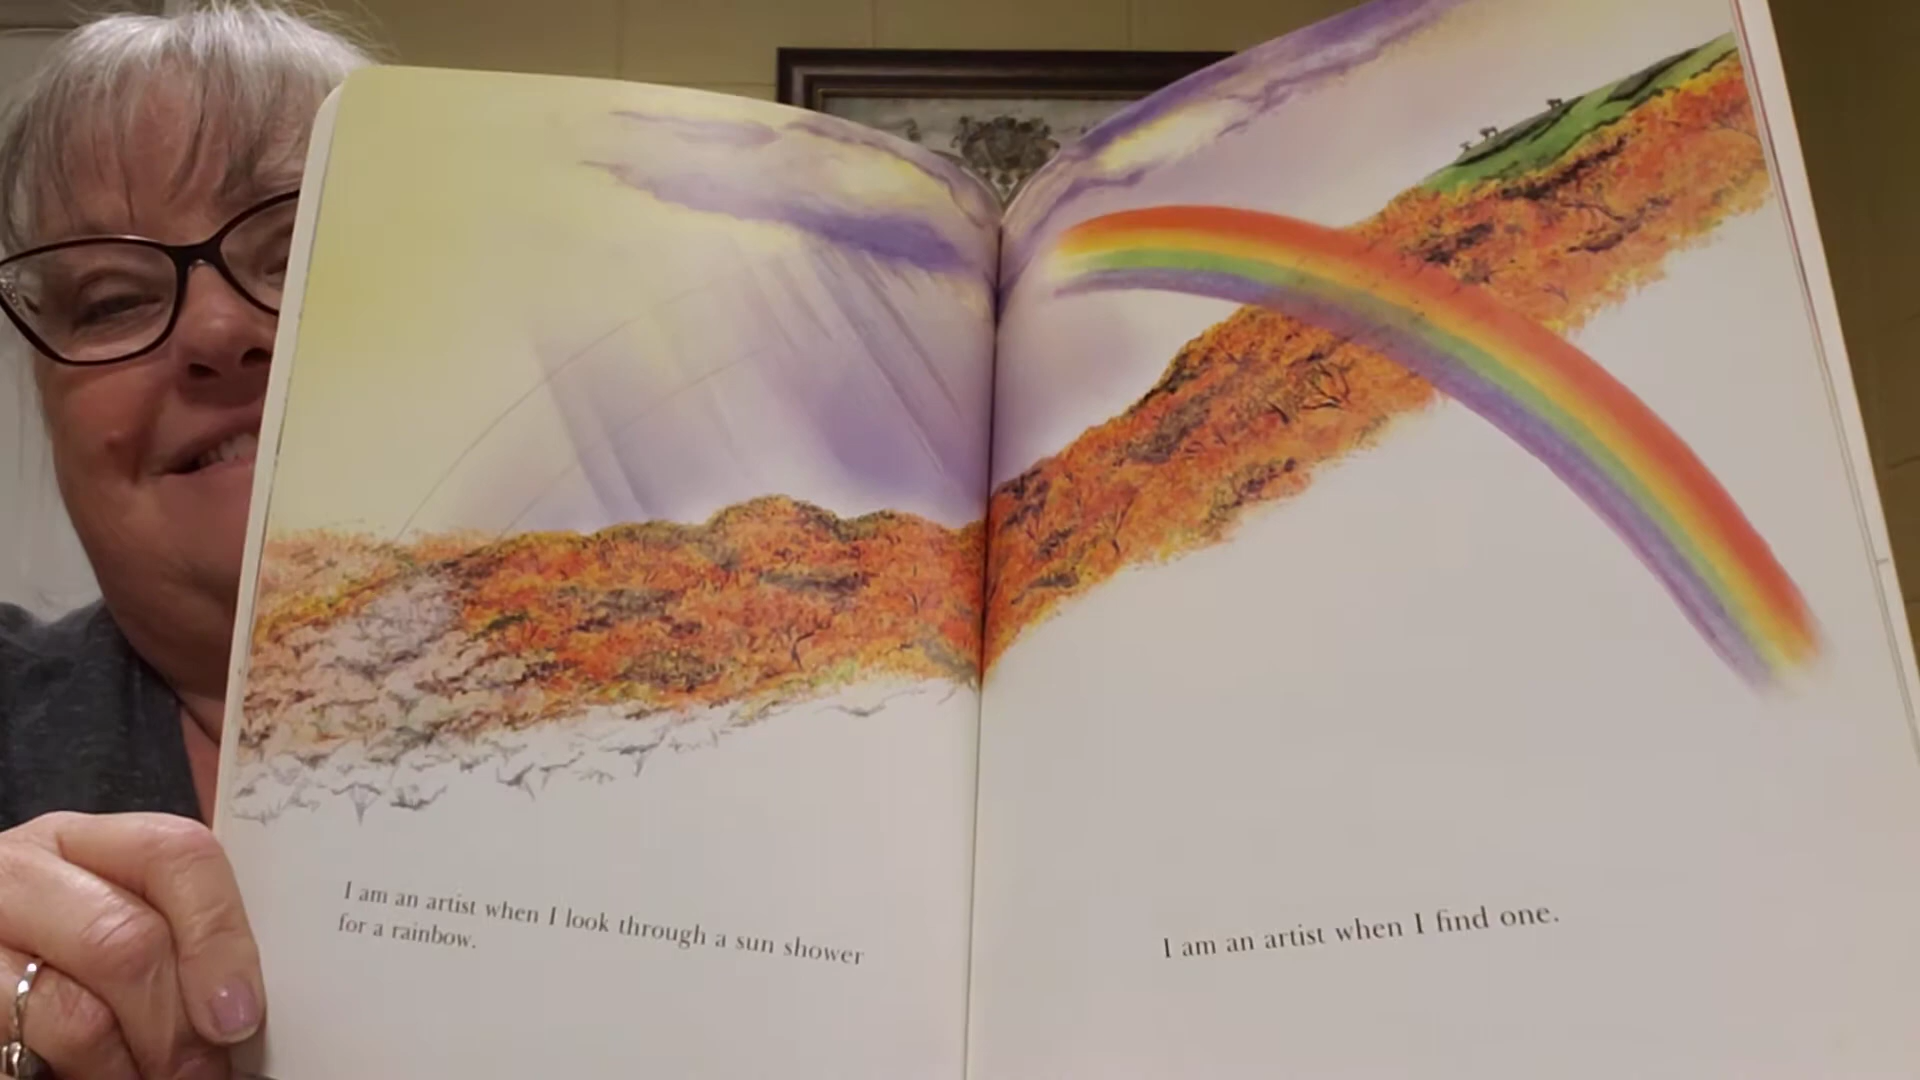 I am an artist when I look through a sun shower
for a rainbow.
I am an artist when I find one.